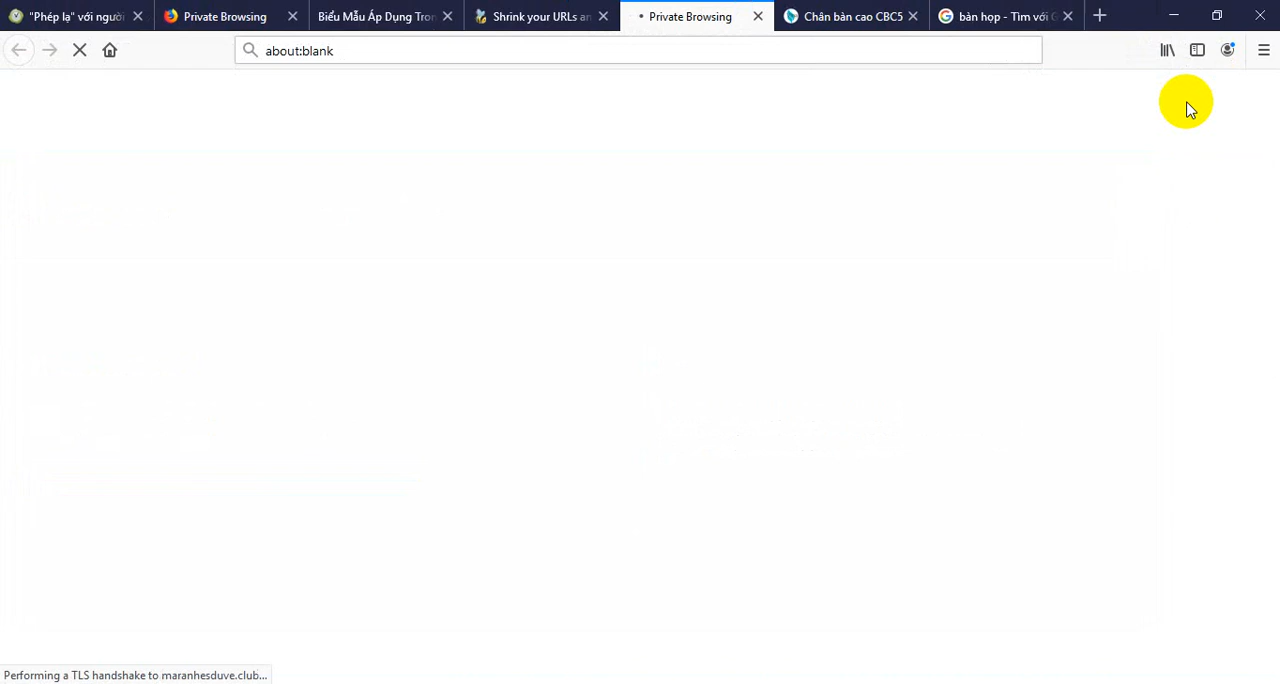 "Phép lạ" với người
Private Browsing
Biểu Mẫu Áp Dụng Tron
Shrink your URLs an
Private Browsing
Chân bàn cao CBC5
bàn họp - Tìm với G
about:blank
Performing a TLS handshake to maranhesduve.club...